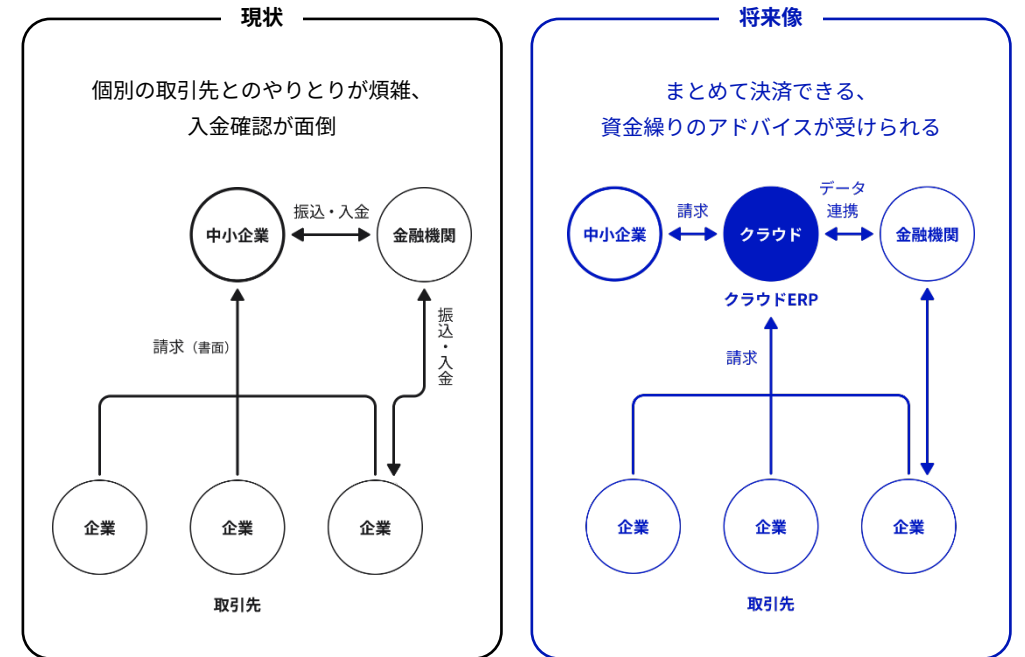 現状
個別の取引先とのやりとりが煩雑、
入金確認が面倒
中小企業
振込・入金
金融機関
請求（書面）
振込・入金
企業
企業
企業
取引先
将来像
まとめて決済できる、
資金繰りのアドバイスが受けられる
中小企業
請求
クラウド
データ
連携
金融機関
クラウドERP
請求
企業
企業
企業
取引先